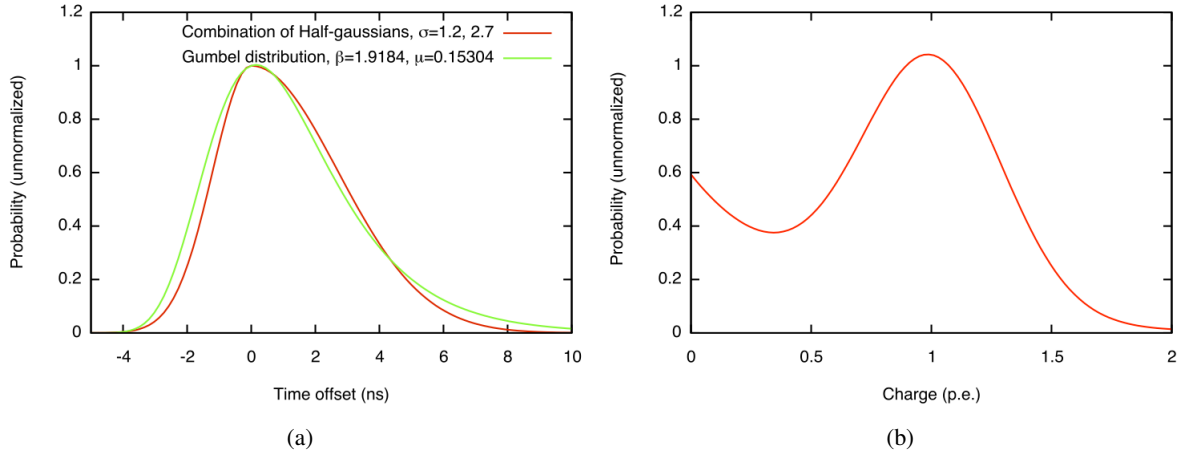 Combination of Half-gaussians, σ=1.2, 2.7
Gumbel distribution, β=1.9184, μ=0.15304
Probability (unnormalized)
1.2
1
0.8
0.6
0.4
0.2
0
-4 -2 0 2 4 6 8 10
Time offset (ns)
(a)
Probability (unnormalized)
1.2
1
0.8
0.6
0.4
0.2
0
0 0.5 1 1.5 2
Charge (p.e.)
(b)